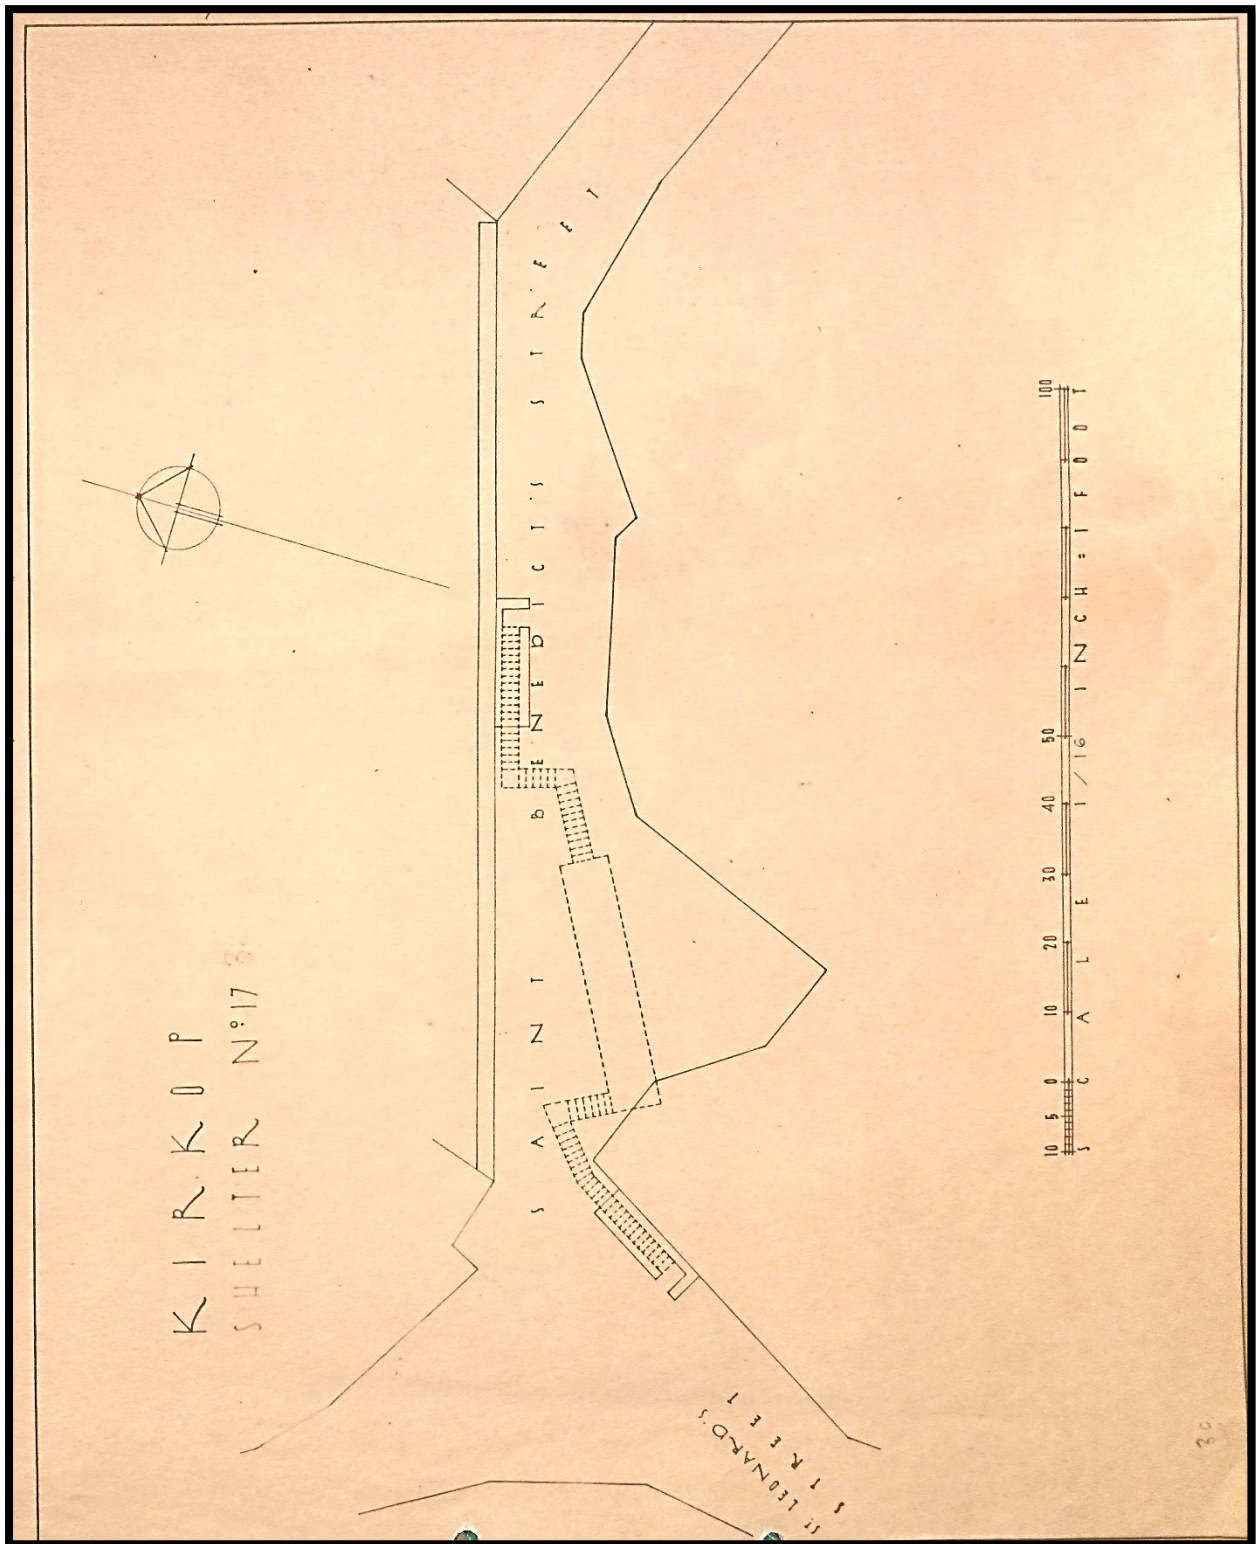 KIRKOP
SHELTER Nº 17
SAINT BENEDICT'S STREET
ST LEONARD'S
STREET
10 5 0 10 20 30 40 50 100
SCALE 1/16 INCH = 1 FOOT